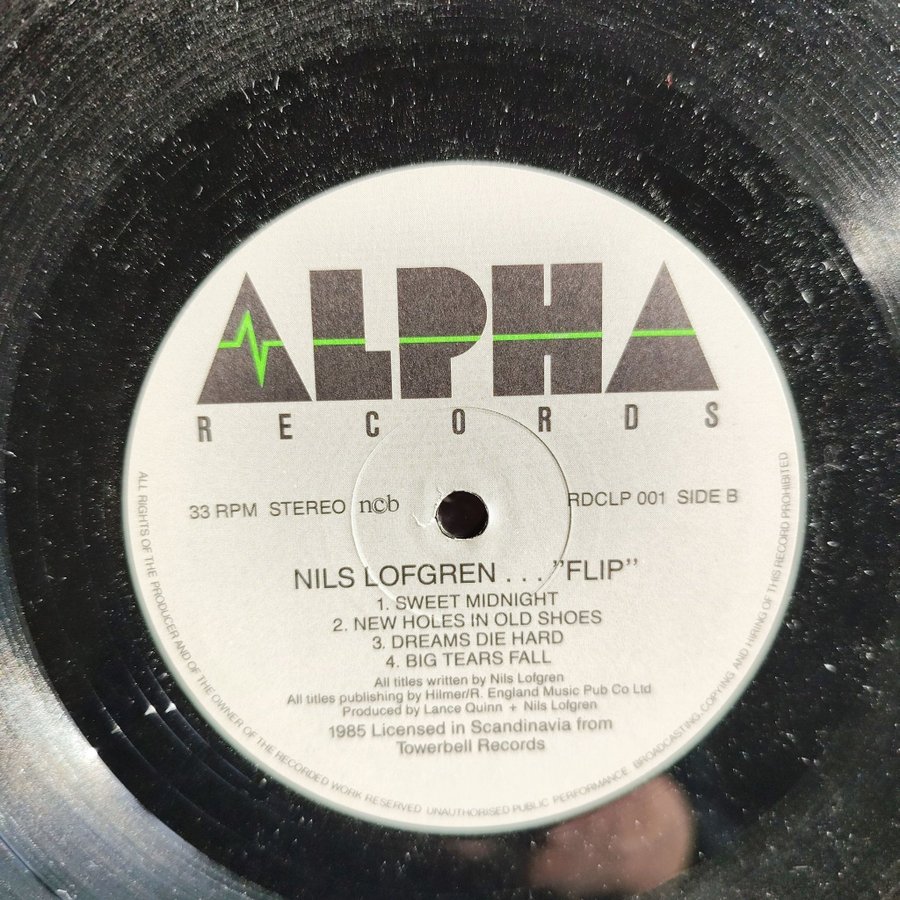 ALPHA
RECORDS
33 RPM STEREO n©b RDCLP 001 SIDE B
NILS LOFGREN . . . "FLIP"
1. SWEET MIDNIGHT
2. NEW HOLES IN OLD SHOES
3. DREAMS DIE HARD
4. BIG TEARS FALL
All titles written by Nils Lofgren
All titles publishing by Hilmer/R. England Music Pub Co Ltd
Produced by Lance Quinn + Nils Lofgren
1985 Licensed in Scandinavia from
Towerbell Records
ALL RIGHTS OF THE PRODUCER AND OF THE OWNER OF THE RECORDED WORK RESERVED UNAUTHORISED PUBLIC PERFORMANCE BROADCASTING, COPYING AND HIRING OF THIS RECORD PROHIBITED